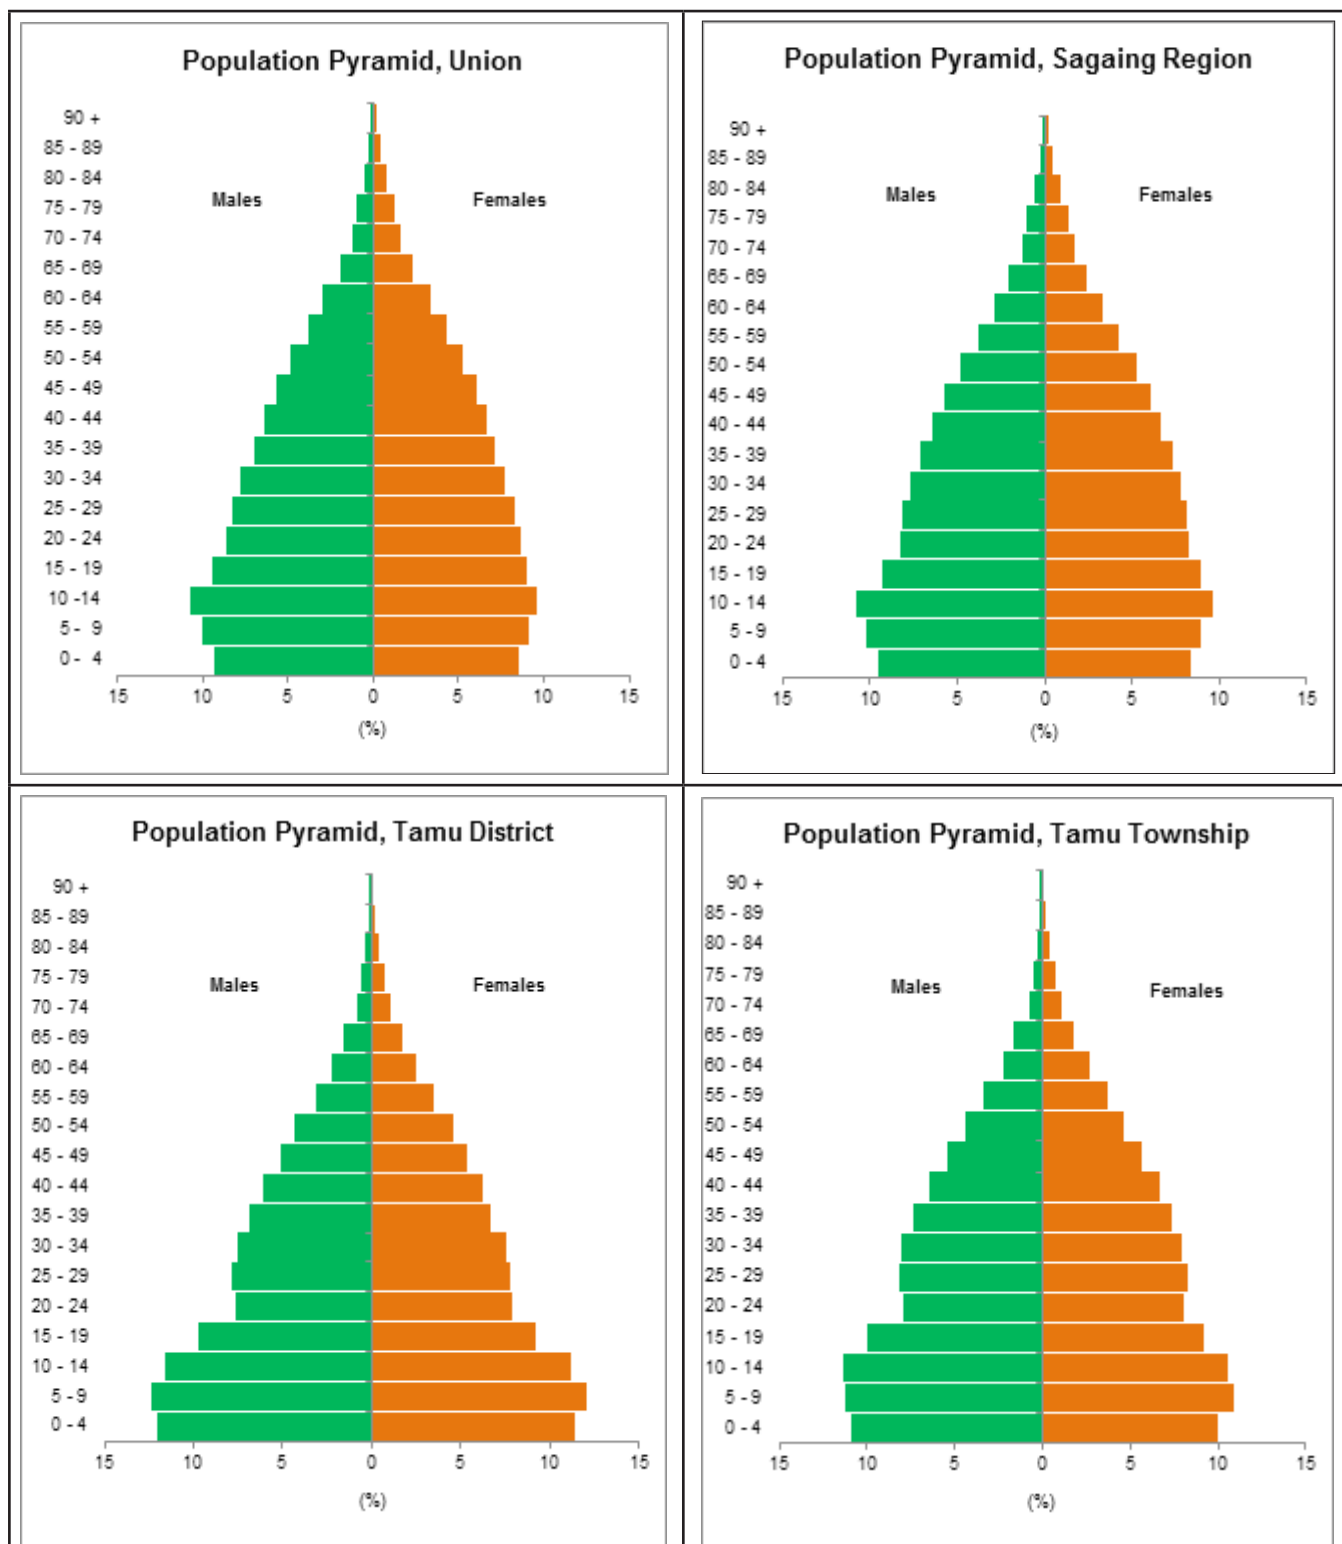 Population Pyramid, Union
90 +
85 - 89
80 - 84
Males
Females
75 - 79
70 - 74
65 - 69
60 - 64
55 - 59
50 - 54
45 - 49
40 - 44
35 - 39
30 - 34
25 - 29
20 - 24
15 - 19
10 -14
5 - 9
0 - 4
15 10 5 0 5 10 15
(%)
Population Pyramid, Sagaing Region
90 +
85 - 89
80 - 84
Males
Females
75 - 79
70 - 74
65 - 69
60 - 64
55 - 59
50 - 54
45 - 49
40 - 44
35 - 39
30 - 34
25 - 29
20 - 24
15 - 19
10 - 14
5 - 9
0 - 4
15 10 5 0 5 10 15
(%)
Population Pyramid, Tamu District
90 +
85 - 89
80 - 84
75 - 79
Males
Females
70 - 74
65 - 69
60 - 64
55 - 59
50 - 54
45 - 49
40 - 44
35 - 39
30 - 34
25 - 29
20 - 24
15 - 19
10 - 14
5 - 9
0 - 4
15 10 5 0 5 10 15
(%)
Population Pyramid, Tamu Township
90 +
85 - 89
80 - 84
75 - 79
Males
Females
70 - 74
65 - 69
60 - 64
55 - 59
50 - 54
45 - 49
40 - 44
35 - 39
30 - 34
25 - 29
20 - 24
15 - 19
10 - 14
5 - 9
0 - 4
15 10 5 0 5 10 15
(%)